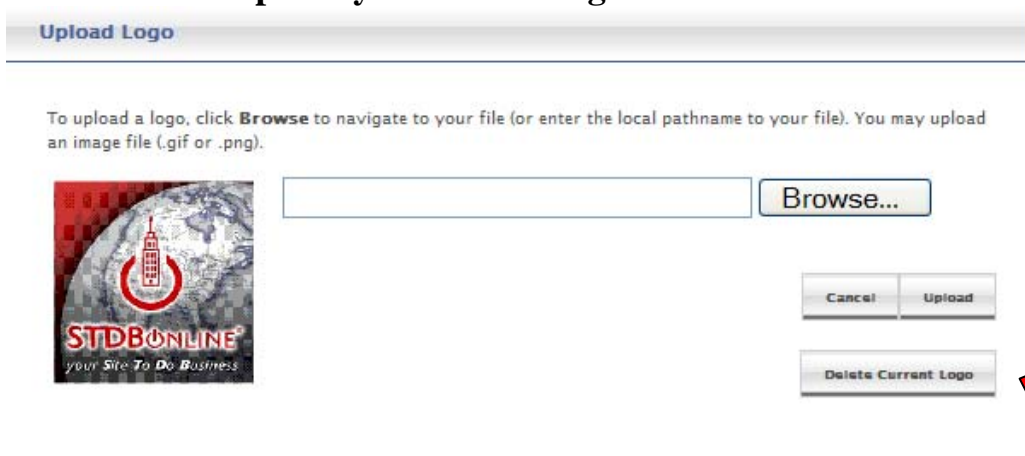 Upload Logo
To upload a logo, click Browse to navigate to your file (or enter the local pathname to your file). You may upload
an image file (.gif or .png).
Browse...
Cancel Upload
STDBONLINE®
your Site To Do Business
Delete Current Logo